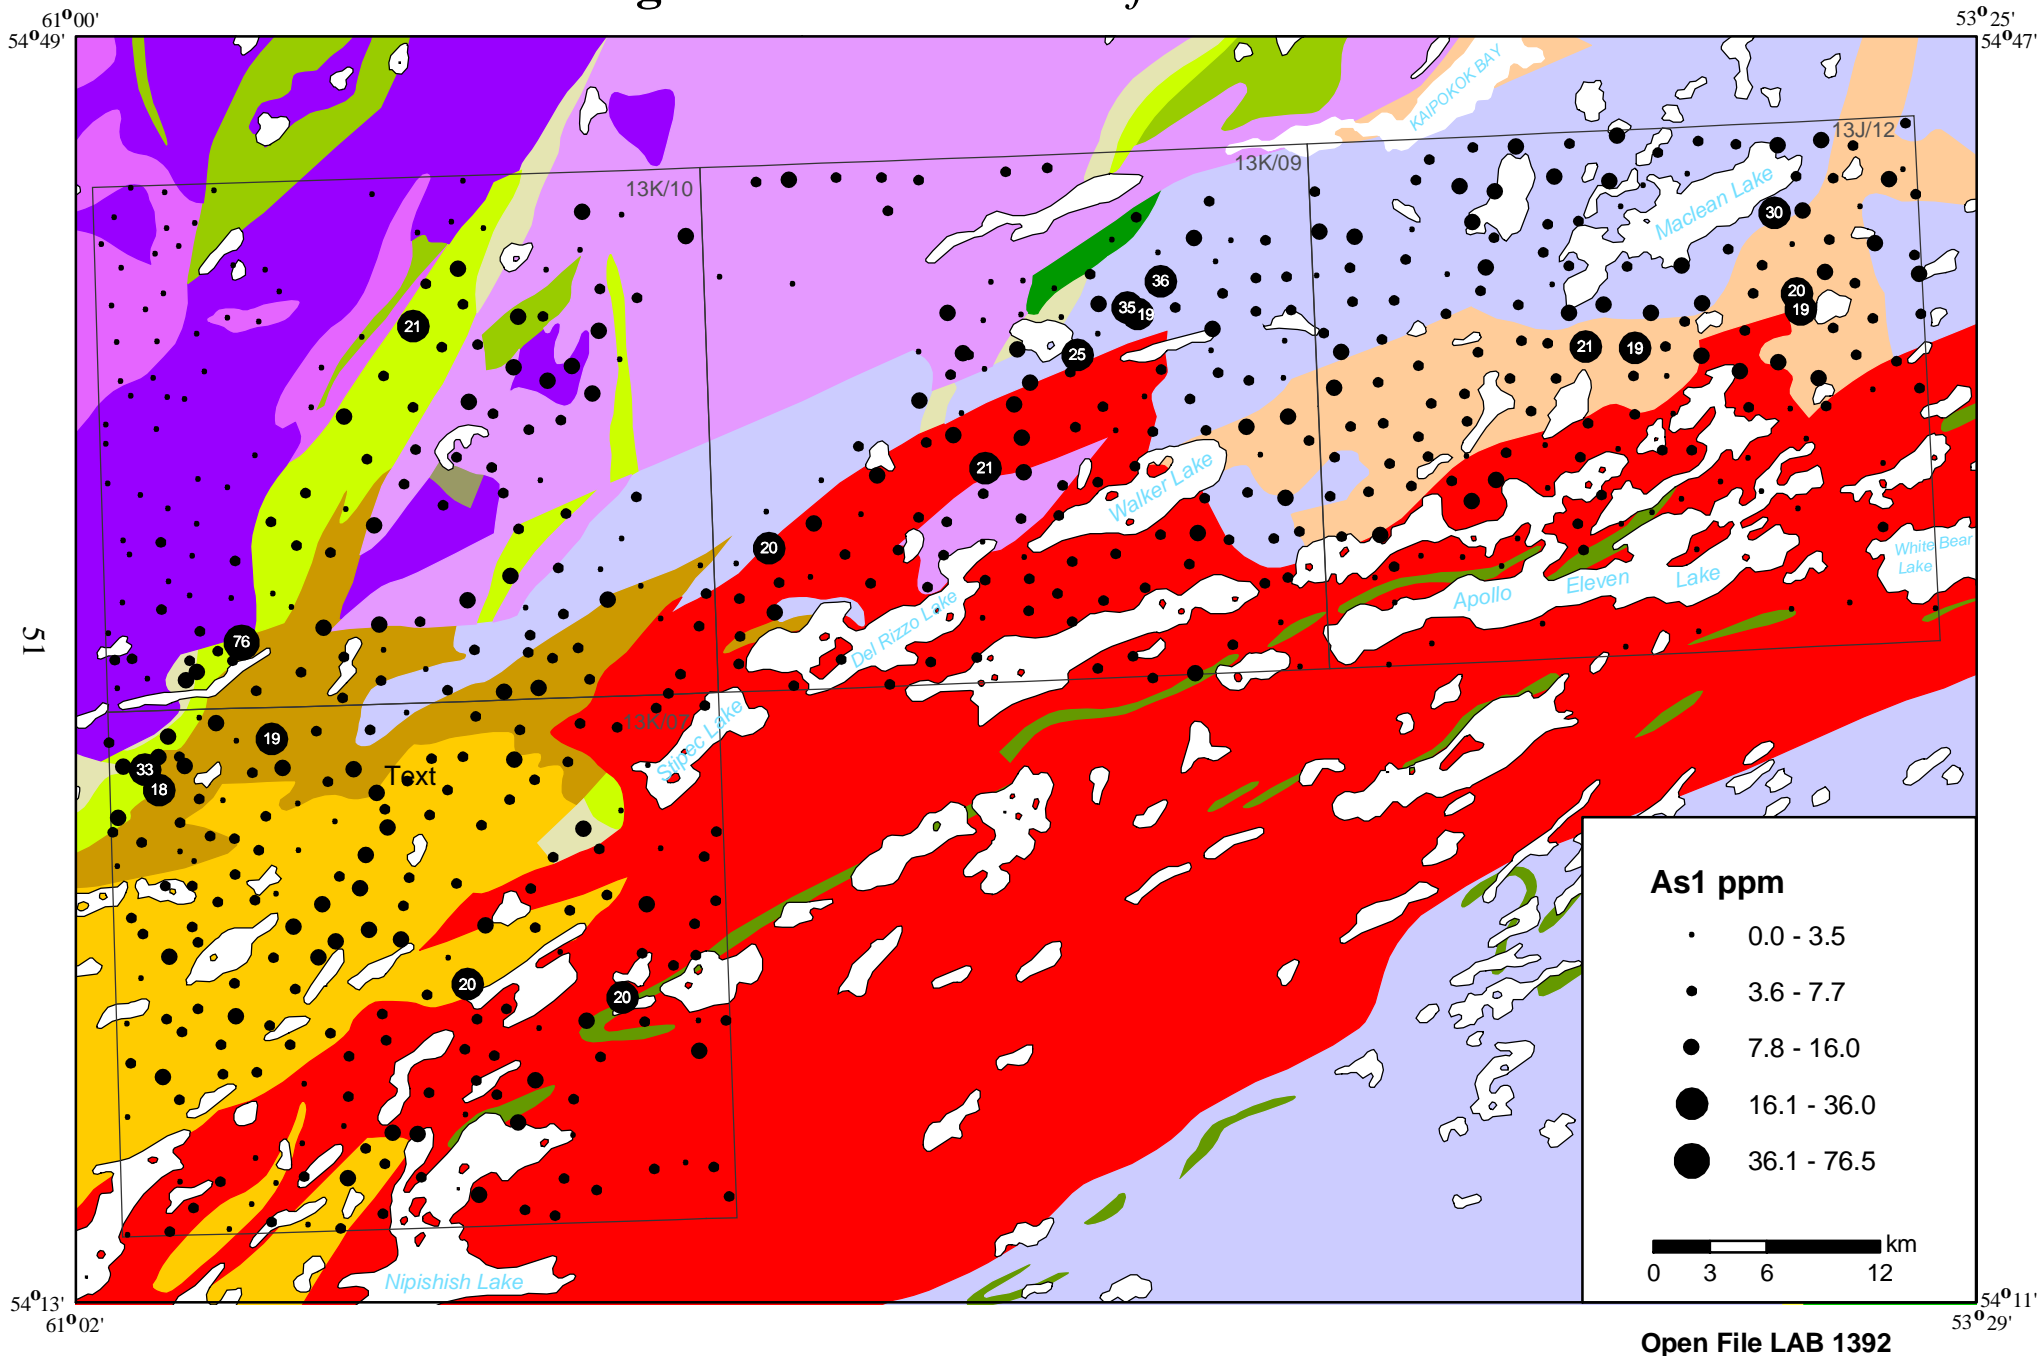 61°00'
53°25'
54°49'
54°47'
KAIPOKOK BAY
13J/12
13K/09
13K/10
Maclean Lake
30
36
20
35
19
19
21
25
21
19
21
Walker Lake
20
White Bear
Lake
Apollo
Eleven
Lake
Del Rizzo Lake
51
76
13K/07
Stipec Lake
19
33
Text
18
20
20
As1 ppm
0.0 - 3.5
3.6 - 7.7
7.8 - 16.0
16.1 - 36.0
36.1 - 76.5
km
0 3 6 12
Nipishish Lake
54°13'
54°11'
61°02'
53°29'
Open File LAB 1392